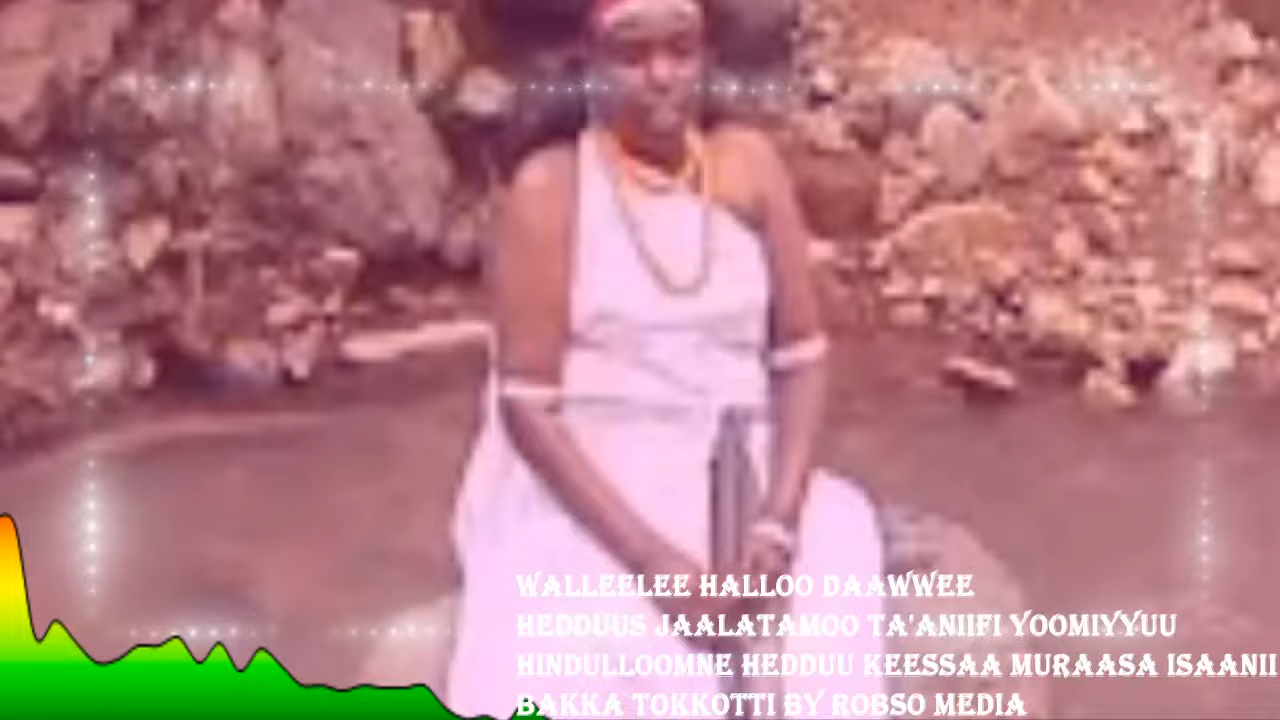 WALLEELEE HALLOO DAAWWEE
HEDDUUS JAALATAMOO TA'ANIIFI YOOMIYYUU
HINDULLOOMNE HEDDUU KEESSAA MURAASA ISAANII
BAKKA TOKKOTTI BY ROBSO MEDIA